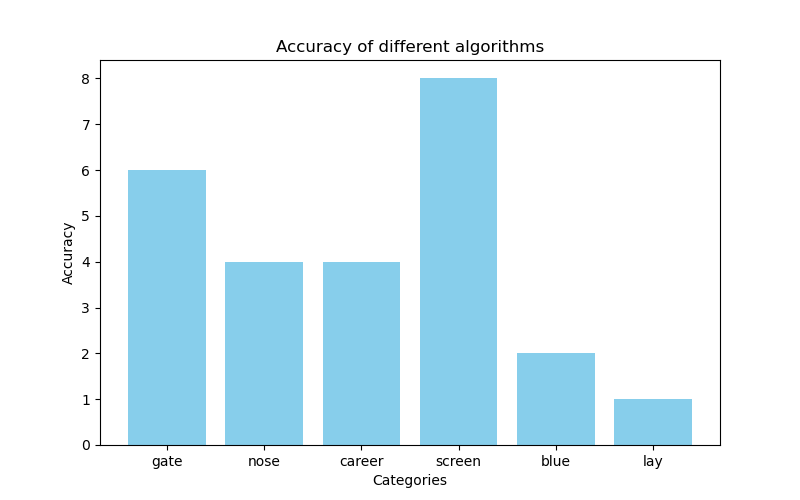 Accuracy of different algorithms
8
7
6
5
4
3
2
1
0
Accuracy
gate nose career screen blue lay
Categories